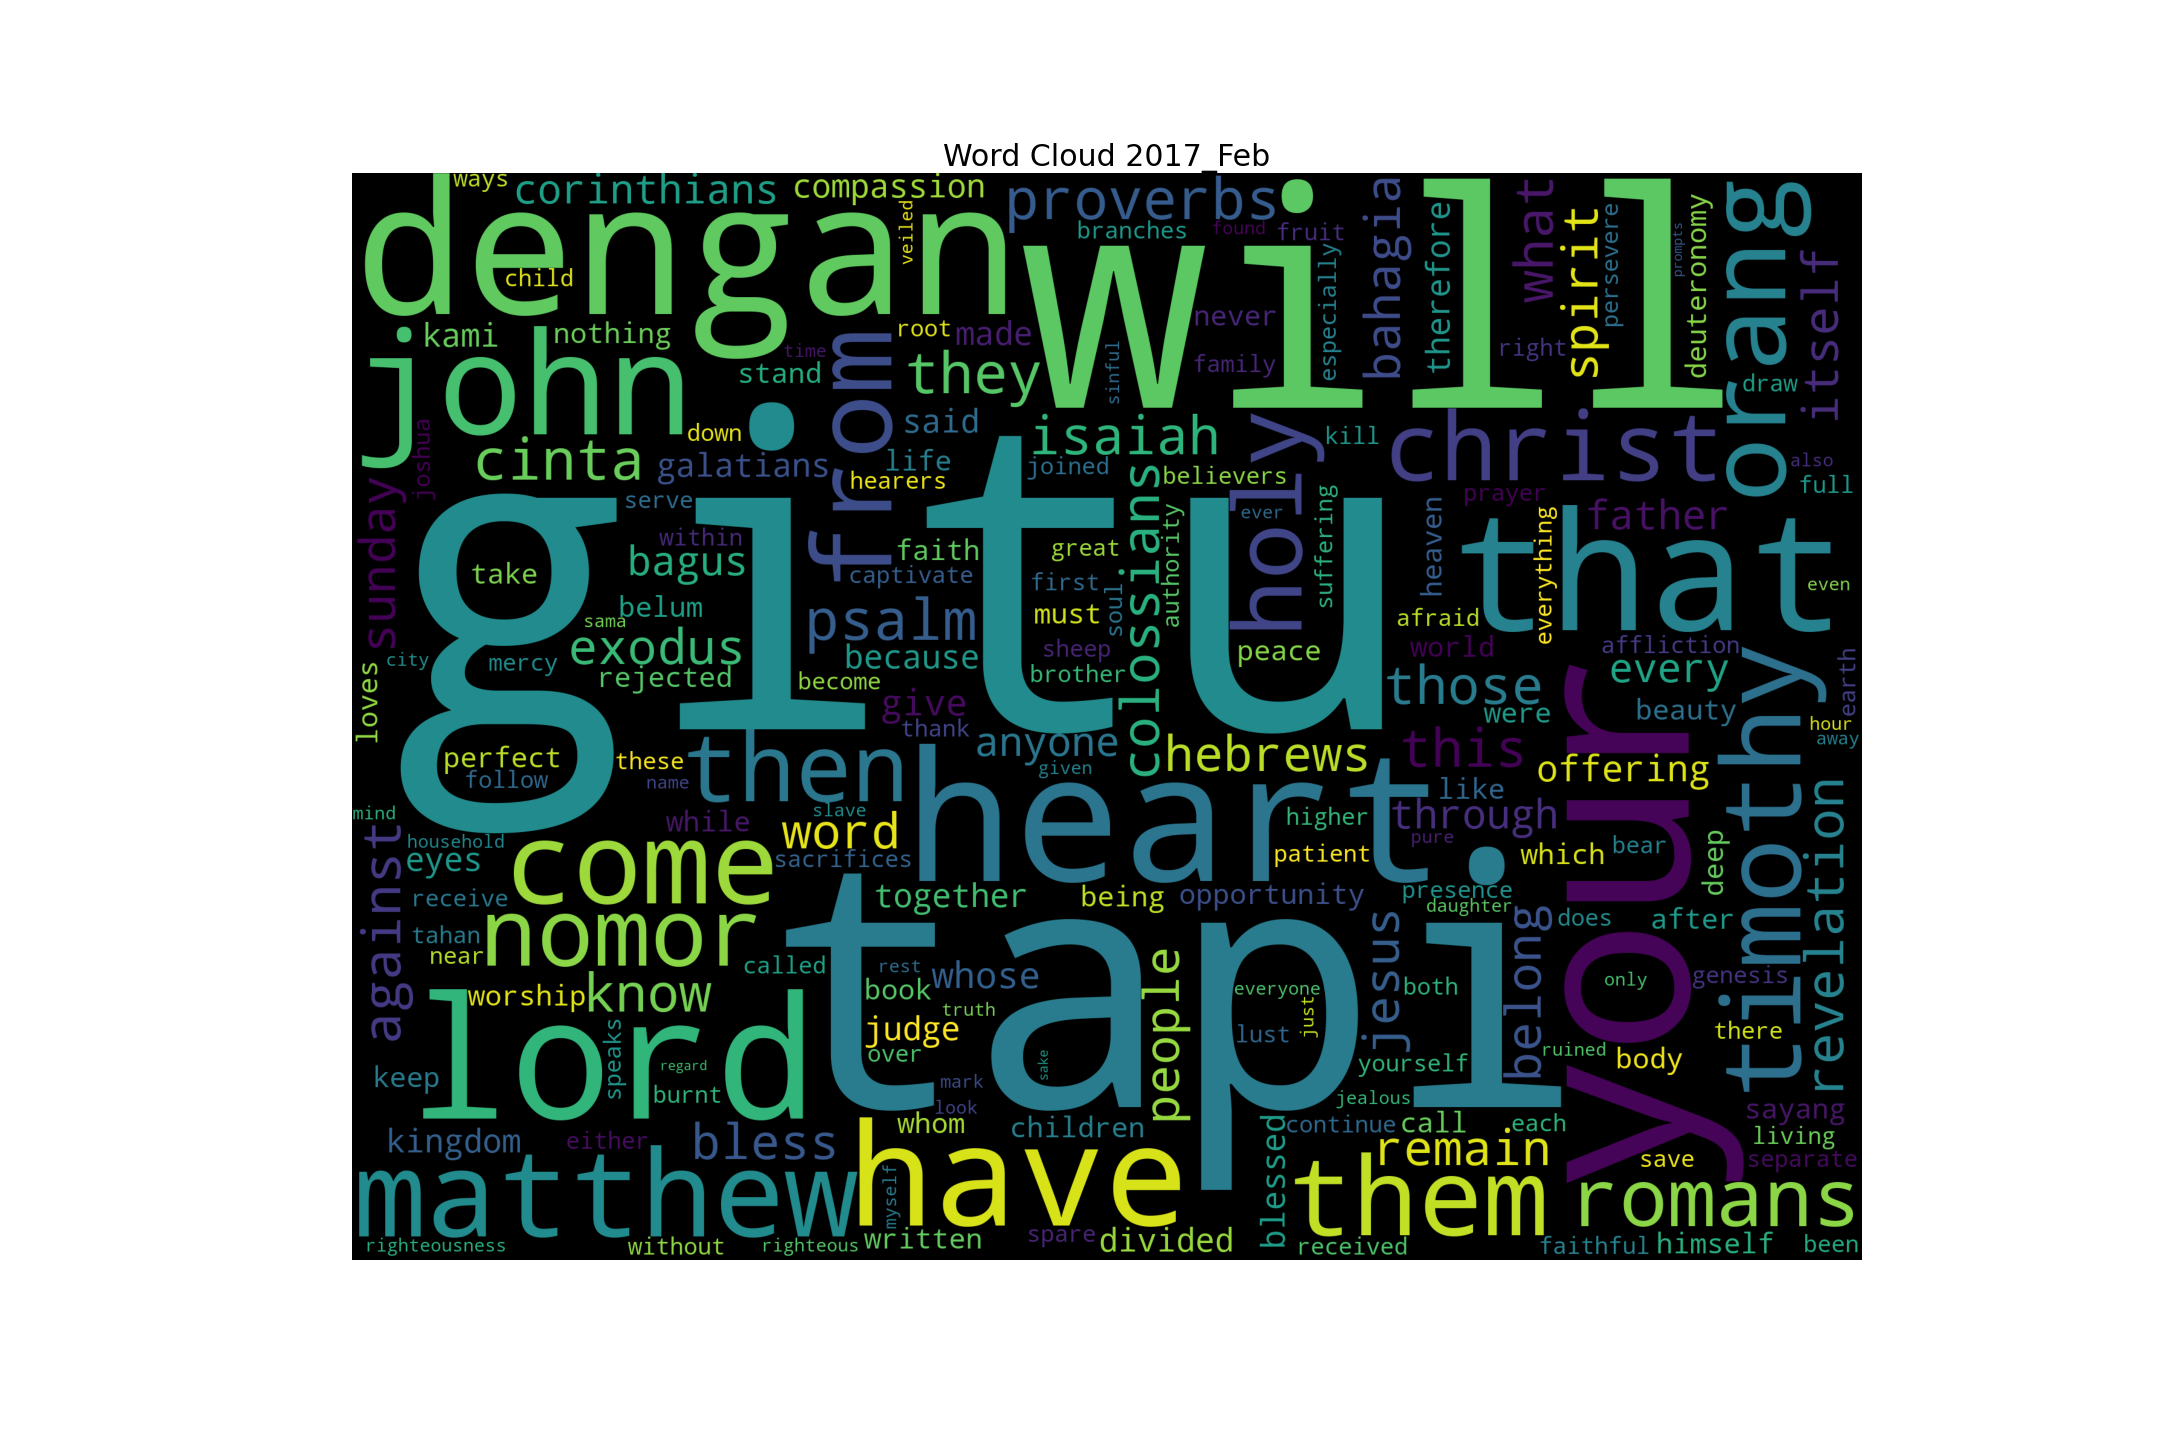 Word Cloud 2017_Feb
ways
corinthians
compassion
proverbs
dengan
will
veiled
branches
found
fruit
bahagia
therefore
what
spirit
persevere
prompts
deuteronomy
orang
itself
child
especially
john
kami
nothing
time
stand
root
made
they
never
family
sinful
right
draw
from
said
isaiah
kill
christ
also
full
joshua
cinta
down
galatians
life
hearers
joined
believers
holy
prayer
father
sunday
serve
gitu
ever
suffering
heaven
everything
that
within
bagus
faith
captivate
great
first
colossians
authority
even
take
belum
sama
psalm
must
soul
afraid
exodus
because
sheep
peace
world
affliction
every
earth
city
mercy
rejected
become
brother
those
loves
give
thank
were
beauty
hour
away
perfect
follow
these
name
then
anyone
given
hebrews
this
offering
your
timothy
like
through
mind
household
while
slave
word
heart
higher
pure
against
eyes
come
sacrifices
patient
which
bear
deep
revelation
receive
together
being
opportunity
presence
daughter
does
after
tahan
near
nomor
tapi
called
rest
whose
people
jesus
belong
worship
know
book
truth
everyone
just
both
only
genesis
lord
judge
lust
there
speaks
regard
over
sake
yourself
ruined
body
keep
burnt
mark
look
jealous
whom
children
continue
call
each
sayang
living
kingdom
either
bless
have
blessed
remain
save
separate
matthew
myself
them
romans
righteousness
without
righteous
written
spare
divided
received
faithful
himself
been